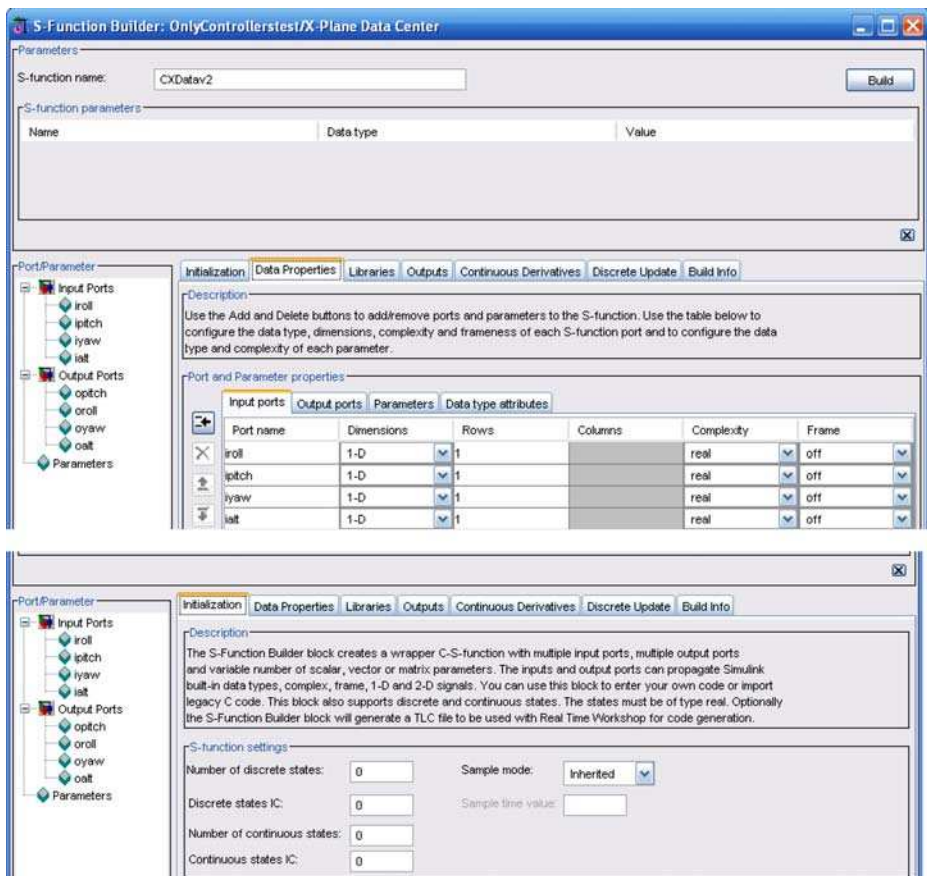 S-Function Builder: OnlyControllerstest/X-Plane Data Center
Parameters
S-function name:
CXDatav2
Build
S-function parameters
Name
Data type
Value
Port/Parameter
Input Ports
iroll
ipitch
iyaw
ialt
Output Ports
opitch
oroll
oyaw
oalt
Parameters
Initialization
Data Properties
Libraries
Outputs
Continuous Derivatives
Discrete Update
Build Info
Description
Use the Add and Delete buttons to add/remove ports and parameters to the S-function. Use the table below to
configure the data type, dimensions, complexity and frameness of each S-function port and to configure the data
type and complexity of each parameter.
Port and Parameter properties
Input ports
Output ports
Parameters
Data type attributes
Port name
Dimensions
Rows
Columns
Complexity
Frame
iroll 1-D 1 real off
ipitch 1-D 1 real off
iyaw 1-D 1 real off
ialt 1-D 1 real off
Port/Parameter
Input Ports
iroll
ipitch
iyaw
ialt
Output Ports
opitch
oroll
oyaw
oalt
Parameters
Initialization
Data Properties
Libraries
Outputs
Continuous Derivatives
Discrete Update
Build Info
Description
The S-Function Builder block creates a wrapper C-S-function with multiple input ports, multiple output ports
and variable number of scalar, vector or matrix parameters. The inputs and output ports can propagate Simulink
built-in data types, complex, frame, 1-D and 2-D signals. You can use this block to enter your own code or import
legacy C code. This block also supports discrete and continuous states. The states must be of type real. Optionally
the S-Function Builder block will generate a TLC file to be used with Real Time Workshop for code generation.
S-function settings
Number of discrete states: 0
Sample mode: Inherited
Discrete states IC: 0
Sample time value:
Number of continuous states: 0
Continuous states IC: 0